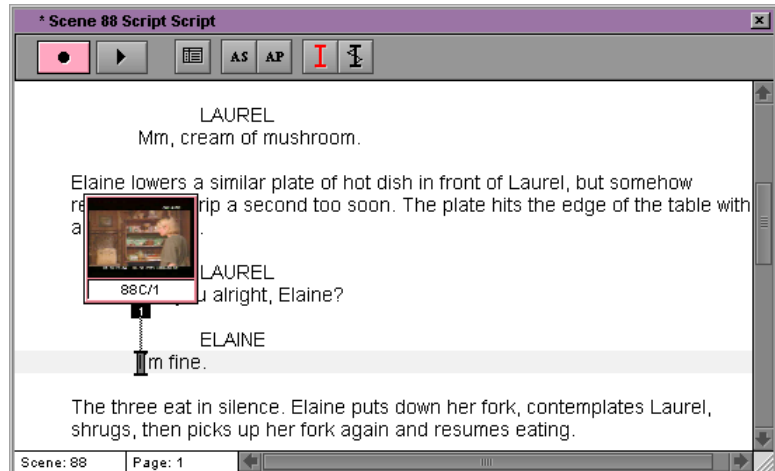 * Scene 88 Script Script
AS AP
LAUREL
Mm, cream of mushroom.
Elaine lowers a similar plate of hot dish in front of Laurel, but somehow
rip a second too soon. The plate hits the edge of the table with
a .
LAUREL
88C/1
alright, Elaine?
1
ELAINE
m fine.
The three eat in silence. Elaine puts down her fork, contemplates Laurel,
shrugs, then picks up her fork again and resumes eating.
Scene: 88 Page: 1